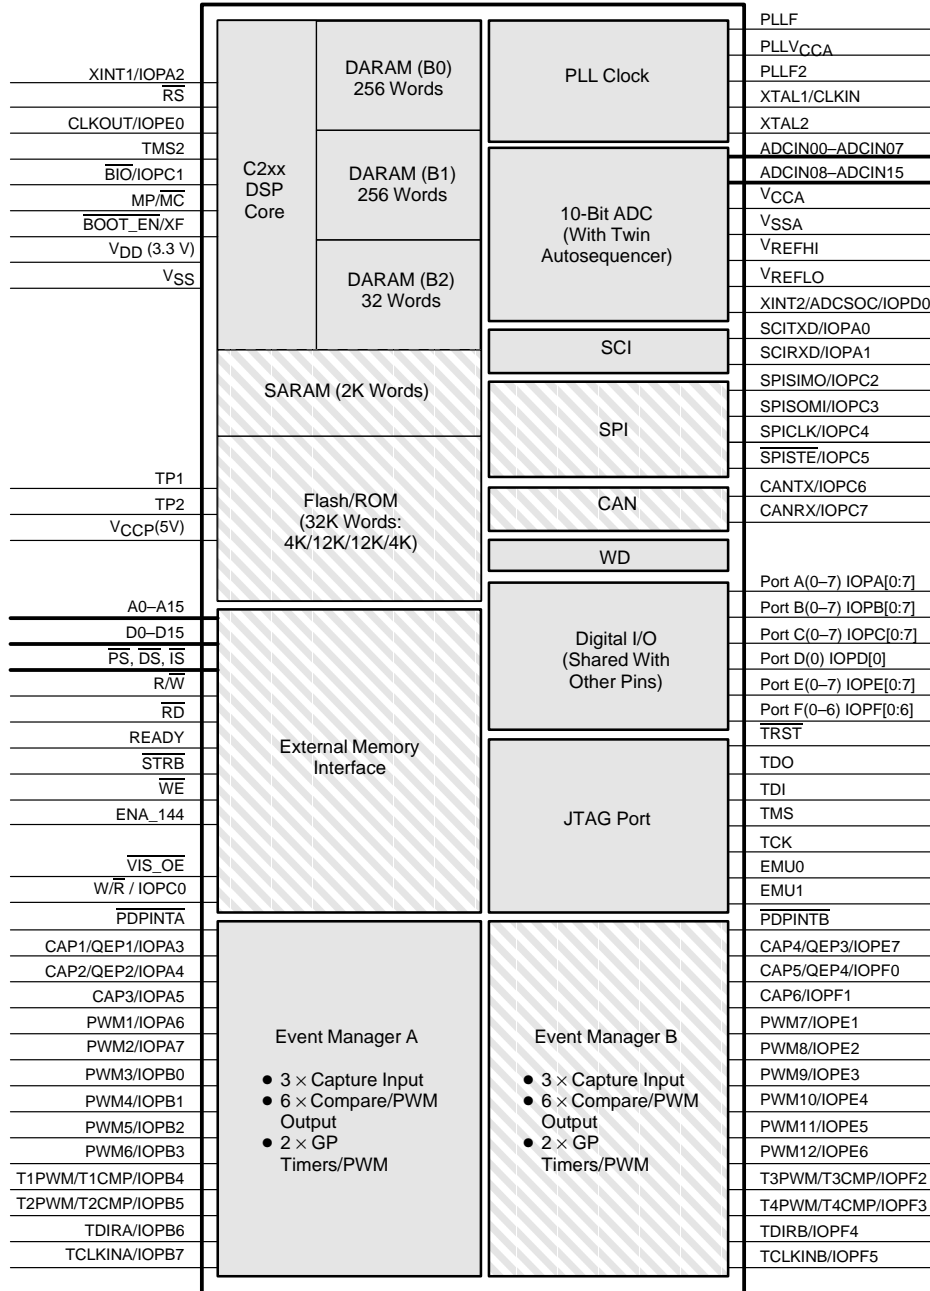 XINT1/IOPA2
RS
CLKOUT/IOPE0
TMS2
BIO/IOPC1
MP/MC
BOOT_EN/XF
VDD (3.3 V)
VSS
TP1
TP2
VCCP(5V)
A0–A15
D0–D15
PS, DS, IS
R/W
RD
READY
STRB
WE
ENA_144
VIS_OE
W/R / IOPC0
PDPINTA
CAP1/QEP1/IOPA3
CAP2/QEP2/IOPA4
CAP3/IOPA5
PWM1/IOPA6
PWM2/IOPA7
PWM3/IOPB0
PWM4/IOPB1
PWM5/IOPB2
PWM6/IOPB3
T1PWM/T1CMP/IOPB4
T2PWM/T2CMP/IOPB5
TDIRA/IOPB6
TCLKINA/IOPB7
C2xx
DSP
Core
DARAM (B0)
256 Words
DARAM (B1)
256 Words
DARAM (B2)
32 Words
SARAM (2K Words)
Flash/ROM
(32K Words:
4K/12K/12K/4K)
External Memory
Interface
Event Manager A
● 3 × Capture Input
● 6 × Compare/PWM
Output
● 2 × GP
Timers/PWM
PLL Clock
10-Bit ADC
(With Twin
Autosequencer)
SCI
SPI
CAN
WD
Digital I/O
(Shared With
Other Pins)
JTAG Port
Event Manager B
● 3 × Capture Input
● 6 × Compare/PWM
Output
● 2 × GP
Timers/PWM
PLLF
PLLVCCA
PLLF2
XTAL1/CLKIN
XTAL2
ADCIN00–ADCIN07
ADCIN08–ADCIN15
VCCA
VSSA
VREFHI
VREFLO
XINT2/ADCSOC/IOPD0
SCITXD/IOPA0
SCIRXD/IOPA1
SPISIMO/IOPC2
SPISOMI/IOPC3
SPICLK/IOPC4
SPISTE/IOPC5
CANTX/IOPC6
CANRX/IOPC7
Port A(0–7) IOPA[0:7]
Port B(0–7) IOPB[0:7]
Port C(0–7) IOPC[0:7]
Port D(0) IOPD[0]
Port E(0–7) IOPE[0:7]
Port F(0–6) IOPF[0:6]
TRST
TDO
TDI
TMS
TCK
EMU0
EMU1
PDPINTB
CAP4/QEP3/IOPE7
CAP5/QEP4/IOPF0
CAP6/IOPF1
PWM7/IOPE1
PWM8/IOPE2
PWM9/IOPE3
PWM10/IOPE4
PWM11/IOPE5
PWM12/IOPE6
T3PWM/T3CMP/IOPF2
T4PWM/T4CMP/IOPF3
TDIRB/IOPF4
TCLKINB/IOPF5